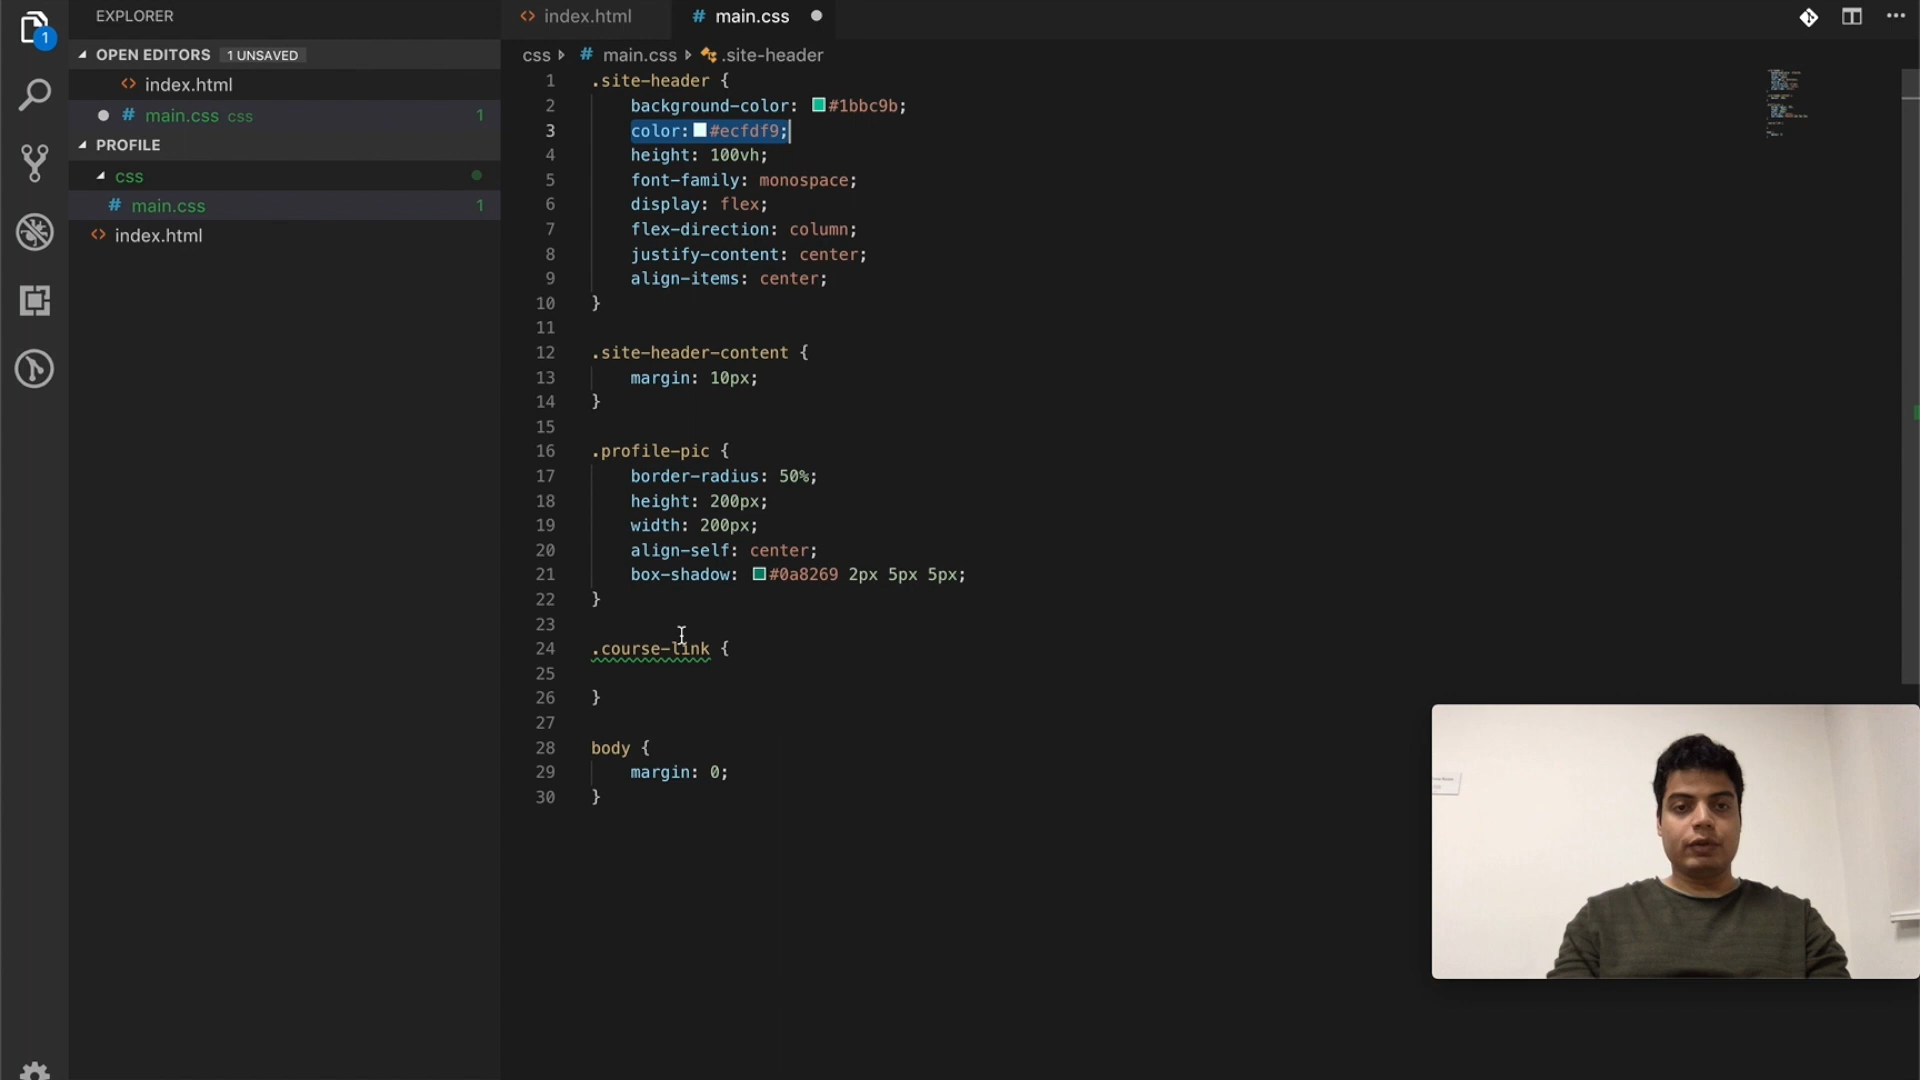 EXPLORER
OPEN EDITORS 1 UNSAVED
<> index.html
# main.css css 1
PROFILE
css
# main.css 1
<> index.html
1
<> index.html # main.css
css # main.css .site-header
1 .site-header {
2 background-color: #1bbc9b;
3 color: #ecfdf9;
4 height: 100vh;
5 font-family: monospace;
6 display: flex;
7 flex-direction: column;
8 justify-content: center;
9 align-items: center;
10 }
11
12 .site-header-content {
13 margin: 10px;
14 }
15
16 .profile-pic {
17 border-radius: 50%;
18 height: 200px;
19 width: 200px;
20 align-self: center;
21 box-shadow: #0a8269 2px 5px 5px;
22 }
23
24 .course-link {
25
26 }
27
28 body {
29 margin: 0;
30 }